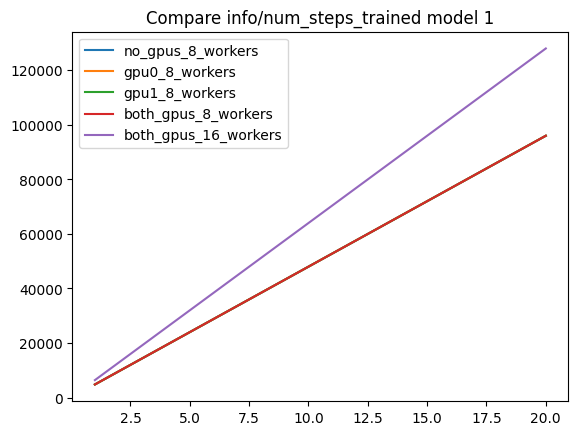 Compare info/num_steps_trained model 1
no_gpus_8_workers
gpu0_8_workers
gpu1_8_workers
both_gpus_8_workers
both_gpus_16_workers
120000
100000
80000
60000
40000
20000
0
2.5 5.0 7.5 10.0 12.5 15.0 17.5 20.0